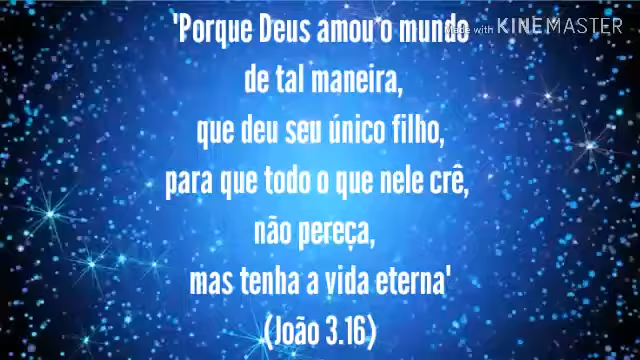 'Porque Deus amou o mundo
Made with KINEMASTER
de tal maneira,
que deu seu único filho,
para que todo o que nele crê,
não pereça,
mas tenha a vida eterna'
(João 3.16)